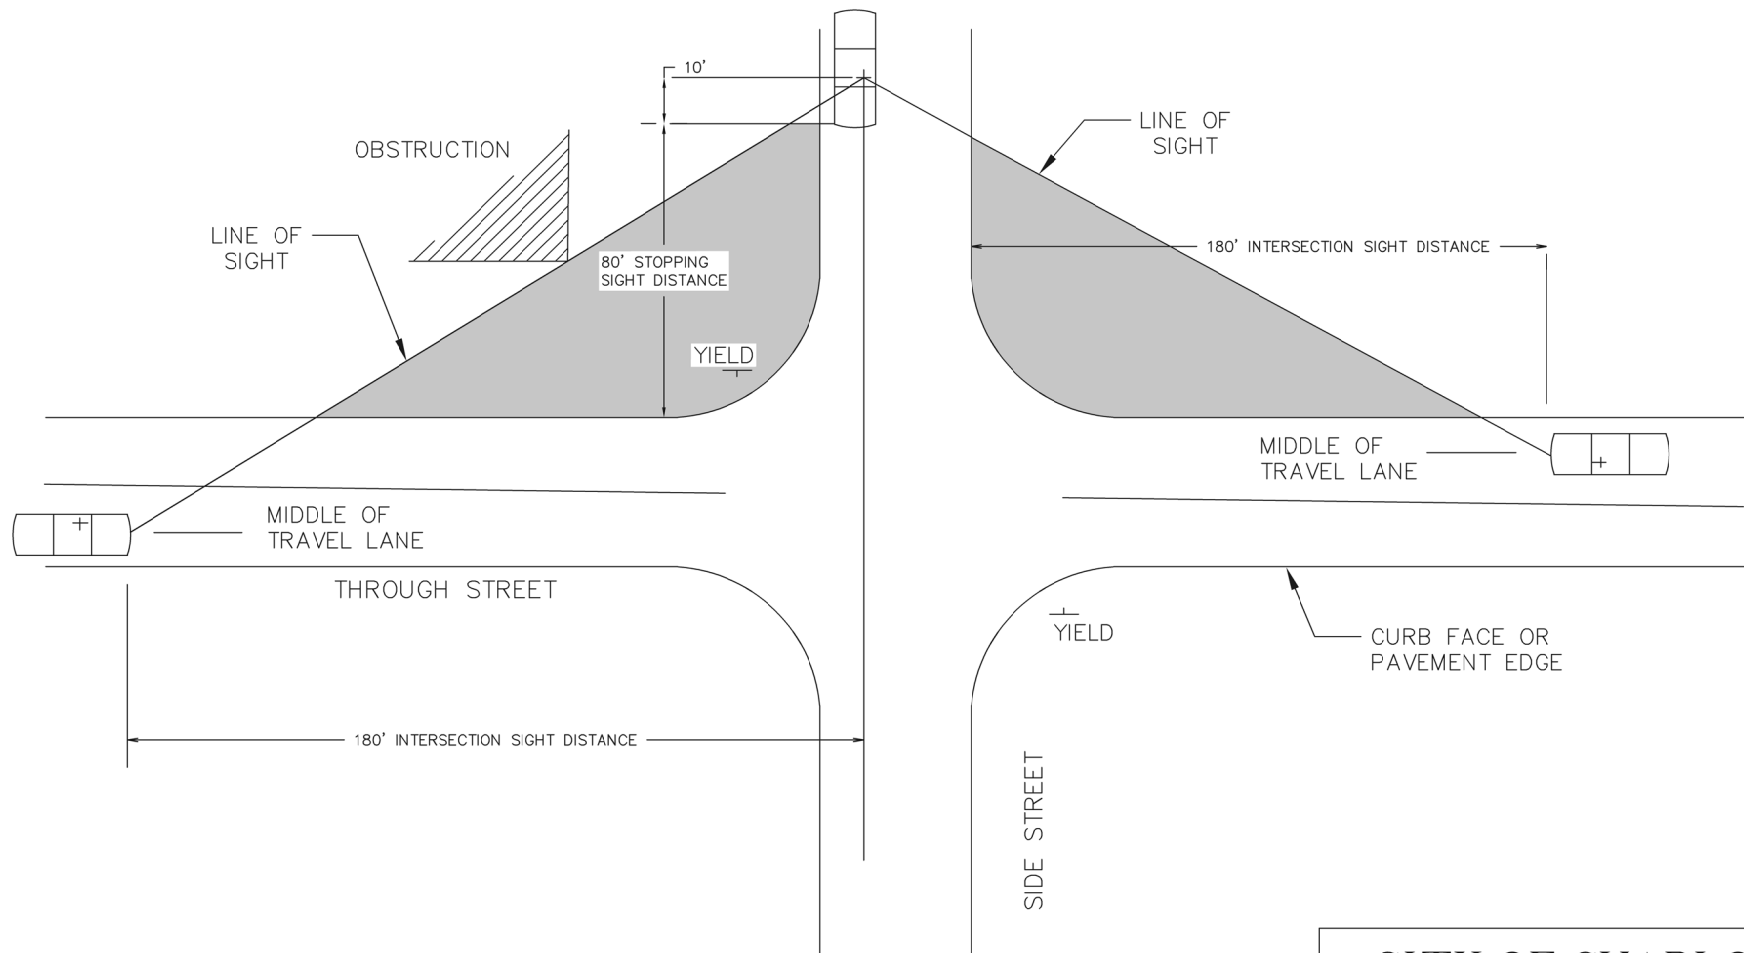 10'
OBSTRUCTION
LINE OF
SIGHT
LINE OF
SIGHT
180' INTERSECTION SIGHT DISTANCE
80' STOPPING
SIGHT DISTANCE
YIELD
MIDDLE OF
TRAVEL LANE
MIDDLE OF
TRAVEL LANE
THROUGH STREET
YIELD
CURB FACE OR
PAVEMENT EDGE
180' INTERSECTION SIGHT DISTANCE
SIDE STREET
CITY OF